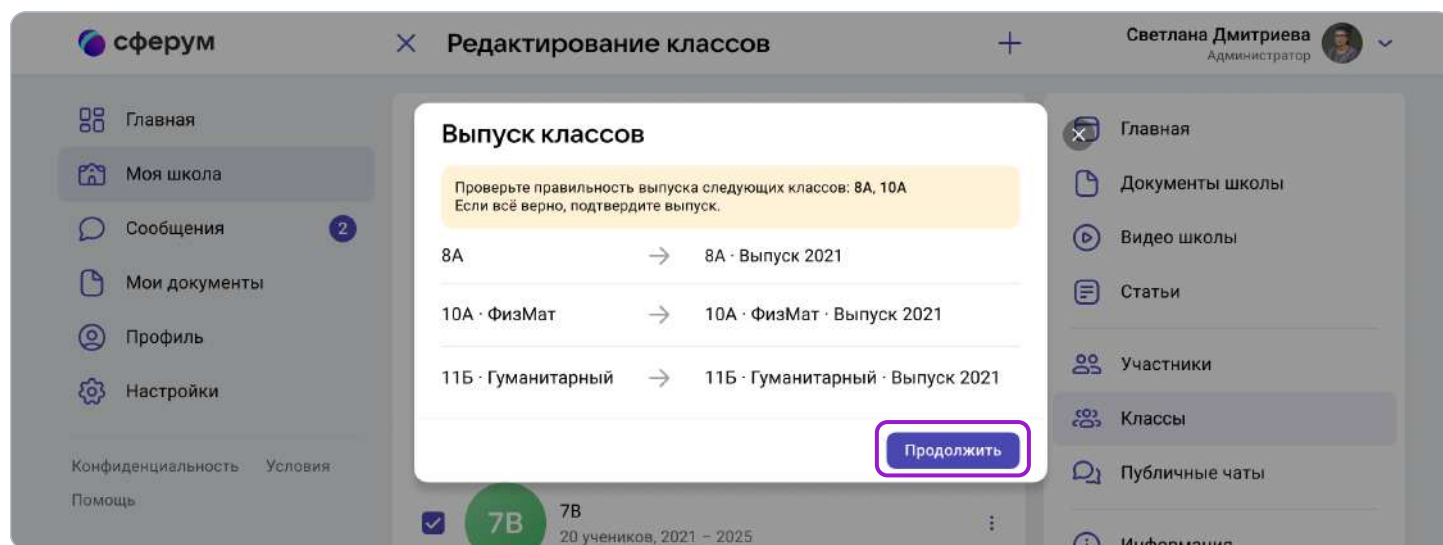 сферум
Редактирование классов
Светлана Дмитриева
Администратор
Главная
Моя школа
Сообщения 2
Мои документы
Профиль
Настройки
Конфиденциальность Условия
Помощь
Выпуск классов
Проверьте правильность выпуска следующих классов: 8А, 10А
Если всё верно, подтвердите выпуск.
8А → 8А · Выпуск 2021
10А · ФизМат → 10А · ФизМат · Выпуск 2021
11Б · Гуманитарный → 11Б · Гуманитарный · Выпуск 2021
Продолжить
7В
7В
20 учеников, 2021 – 2025
Главная
Документы школы
Видео школы
Статьи
Участники
Классы
Публичные чаты
Информация